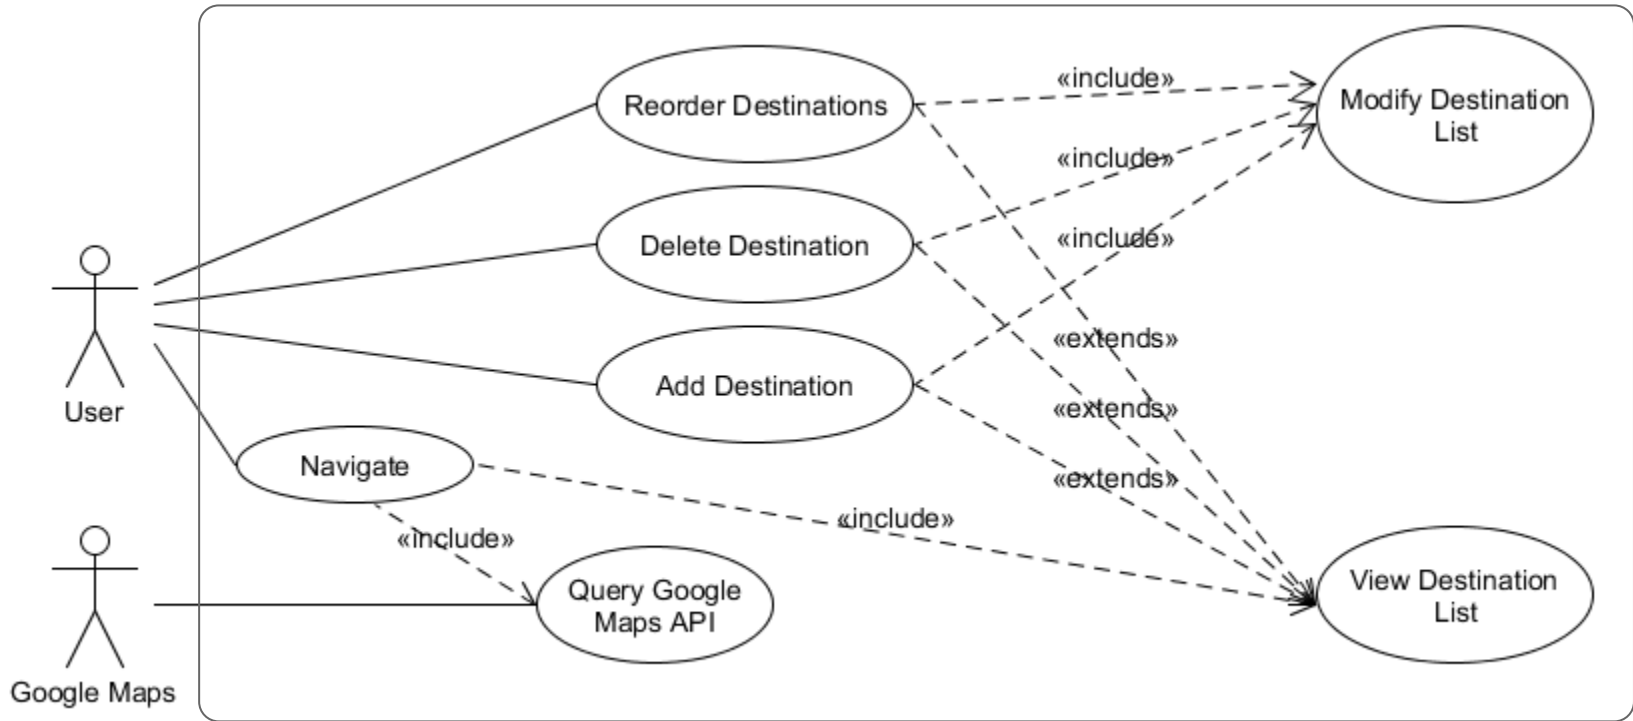 «include»
Reorder Destinations
Modify Destination
List
«include»
«include»
Delete Destination
«extends»
Add Destination
User
«extends»
Navigate
«extends»
«include»
«include»
Query Google
Maps API
View Destination
List
Google Maps